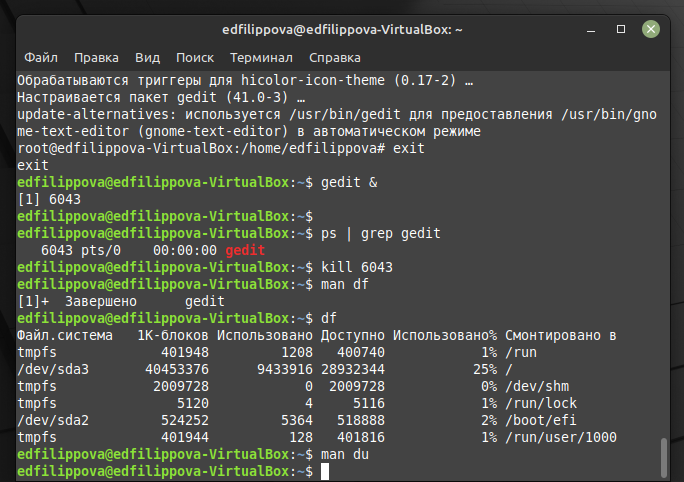 edfilippova@edfilippova-VirtualBox: ~
Файл Правка Вид Поиск Терминал Справка
Обрабатываются триггеры для hicolor-icon-theme (0.17-2) …
Настраивается пакет gedit (41.0-3) …
update-alternatives: используется /usr/bin/gedit для предоставления /usr/bin/gno
me-text-editor (gnome-text-editor) в автоматическом режиме
root@edfilippova-VirtualBox:/home/edfilippova# exit
exit
edfilippova@edfilippova-VirtualBox:~$ gedit &
[1] 6043
edfilippova@edfilippova-VirtualBox:~$
edfilippova@edfilippova-VirtualBox:~$ ps | grep gedit
   6043 pts/0    00:00:00 gedit
edfilippova@edfilippova-VirtualBox:~$ kill 6043
edfilippova@edfilippova-VirtualBox:~$ man df
[1]+  Завершено      gedit
edfilippova@edfilippova-VirtualBox:~$ df
Файл.система   1K-блоков Использовано Доступно Использовано% Смонтировано в
tmpfs             401948         1208   400740            1% /run
/dev/sda3       40453376      9433916 28932344           25% /
tmpfs            2009728            0  2009728            0% /dev/shm
tmpfs               5120            4     5116            1% /run/lock
/dev/sda2         524252         5364   518888            2% /boot/efi
tmpfs             401944          128   401816            1% /run/user/1000
edfilippova@edfilippova-VirtualBox:~$ man du
edfilippova@edfilippova-VirtualBox:~$